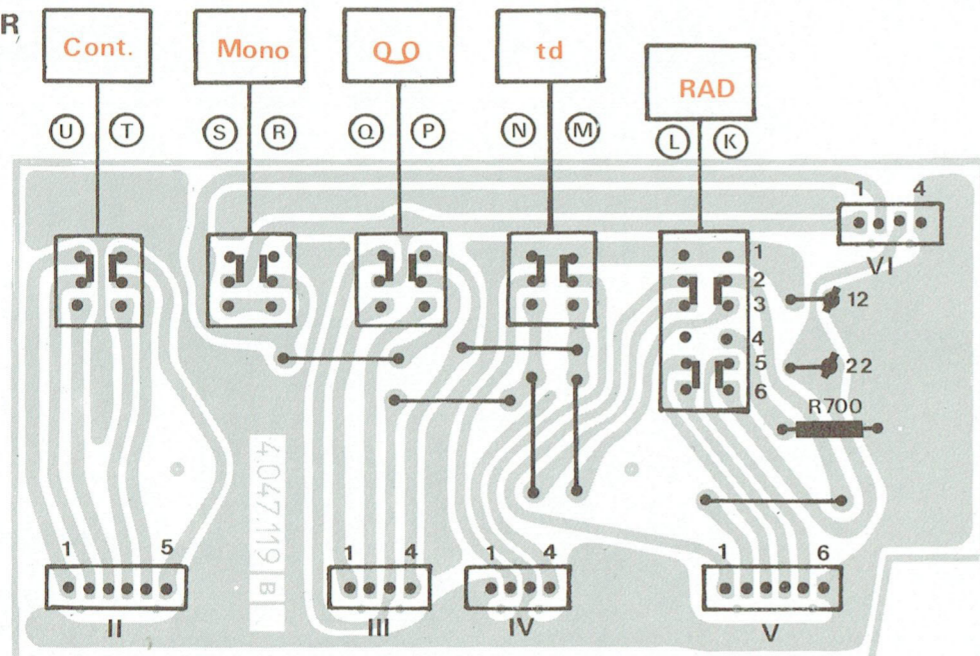 R
Cont. Mono td RAD
U T S R Q P N M L K
1 4
VI
1
2
3
4
5
6
12
22
R700
4.047.119 B
1 5
II
1 4
III
1 4
IV
1 6
V